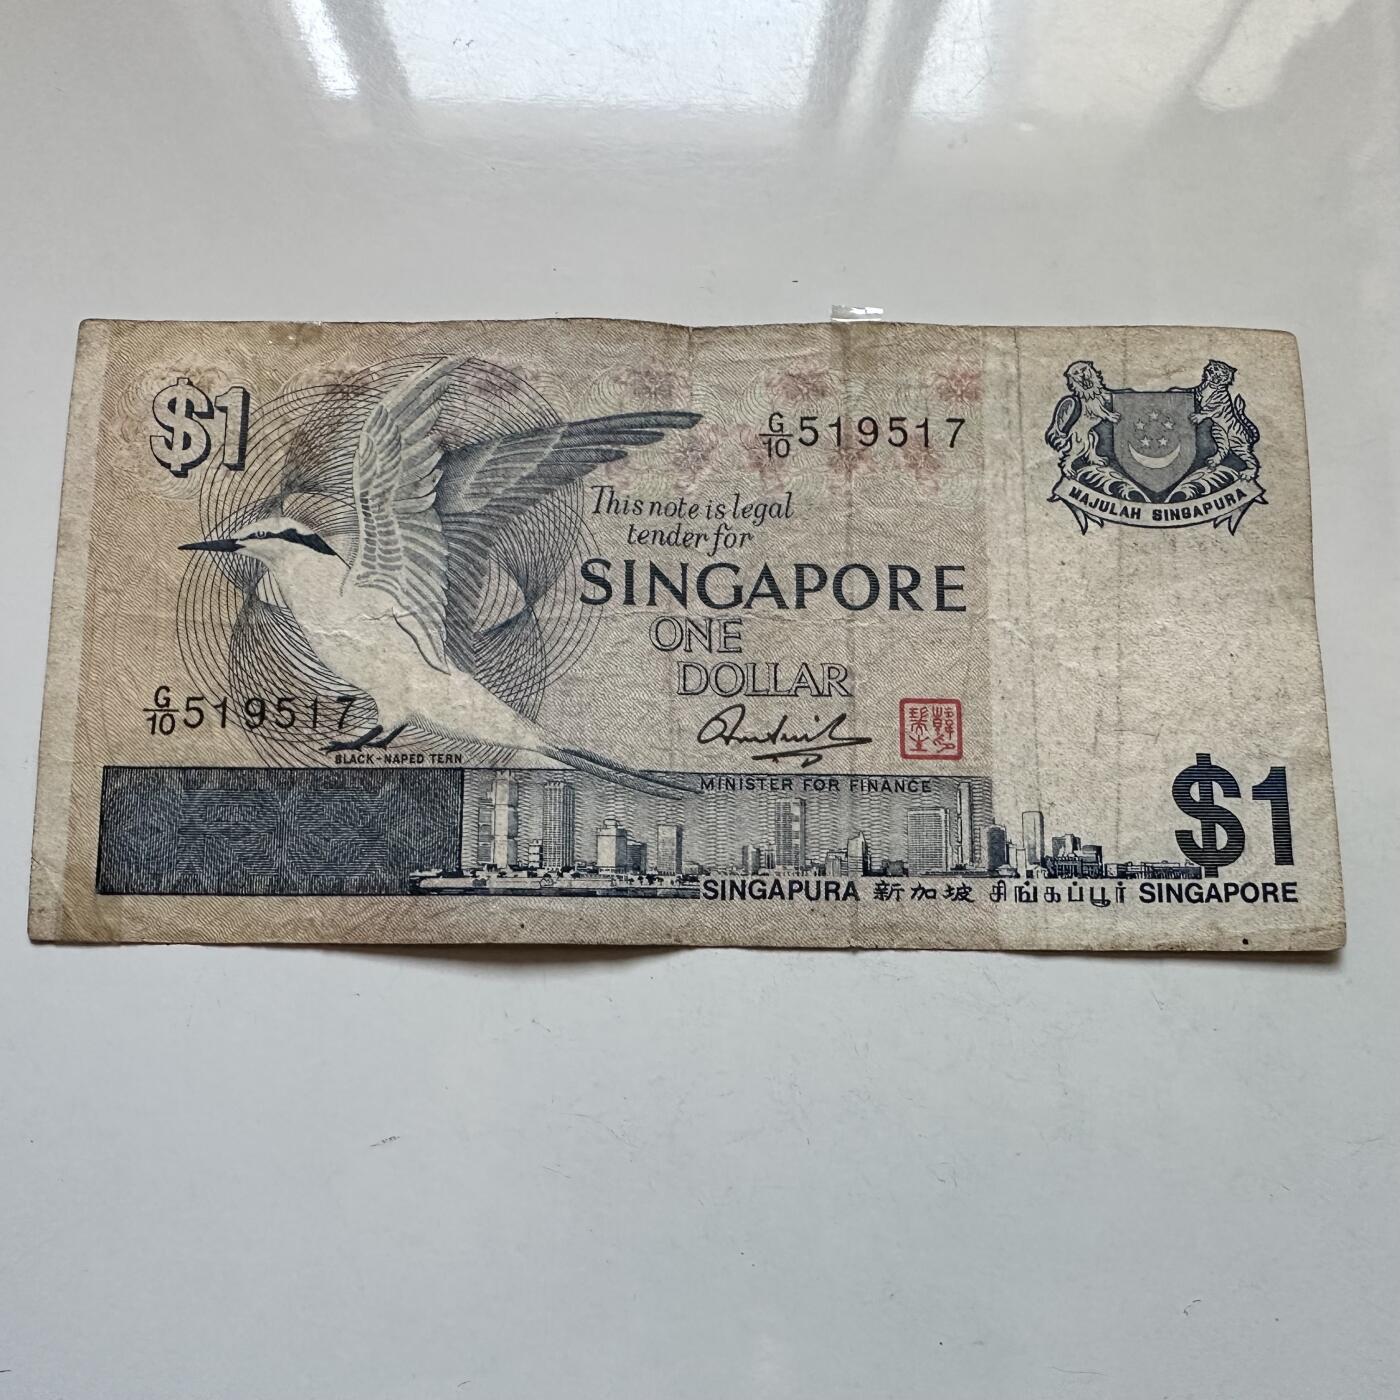 $1
G/10 519517
MAJULAH SINGAPURA
This note is legal
tender for
SINGAPORE
ONE
DOLLAR
G/10 519517
BLACK-NAPED TERN
MINISTER FOR FINANCE
$1
SINGAPURA 新加坡 சிங்கப்பூர் SINGAPORE